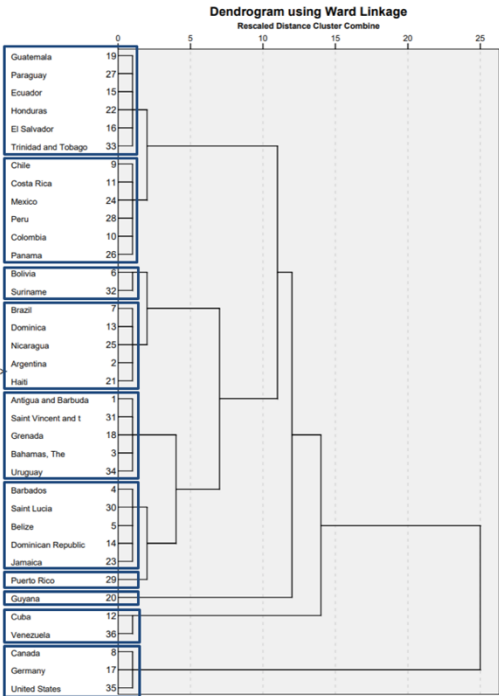 Dendrogram using Ward Linkage
Rescaled Distance Cluster Combine
0 5 10 15 20 25
Guatemala 19
Paraguay 27
Ecuador 15
Honduras 22
El Salvador 16
Trinidad and Tobago 33
Chile 9
Costa Rica 11
Mexico 24
Peru 28
Colombia 10
Panama 26
Bolivia 6
Suriname 32
Brazil 7
Dominica 13
Nicaragua 25
Argentina 2
Haiti 21
Antigua and Barbuda 1
Saint Vincent and t 31
Grenada 18
Bahamas, The 3
Uruguay 34
Barbados 4
Saint Lucia 30
Belize 5
Dominican Republic 14
Jamaica 23
Puerto Rico 29
Guyana 20
Cuba 12
Venezuela 36
Canada 8
Germany 17
United States 35